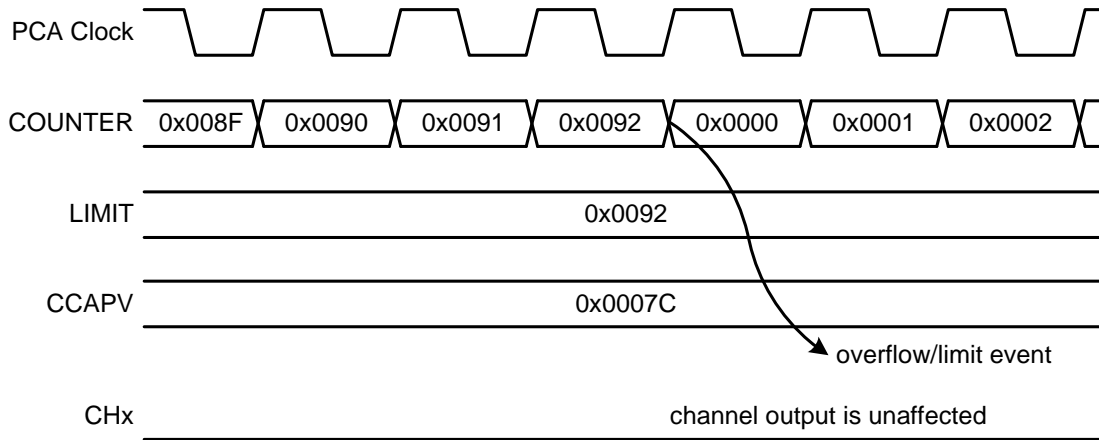 PCA Clock
COUNTER 0x008F 0x0090 0x0091 0x0092 0x0000 0x0001 0x0002
LIMIT 0x0092
CCAPV 0x0007C
overflow/limit event
CHx channel output is unaffected